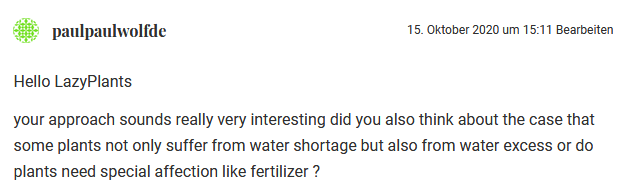 paulpaulwolfde
15. Oktober 2020 um 15:11 Bearbeiten
Hello LazyPlants
your approach sounds really very interesting did you also think about the case that
some plants not only suffer from water shortage but also from water excess or do
plants need special affection like fertilizer ?